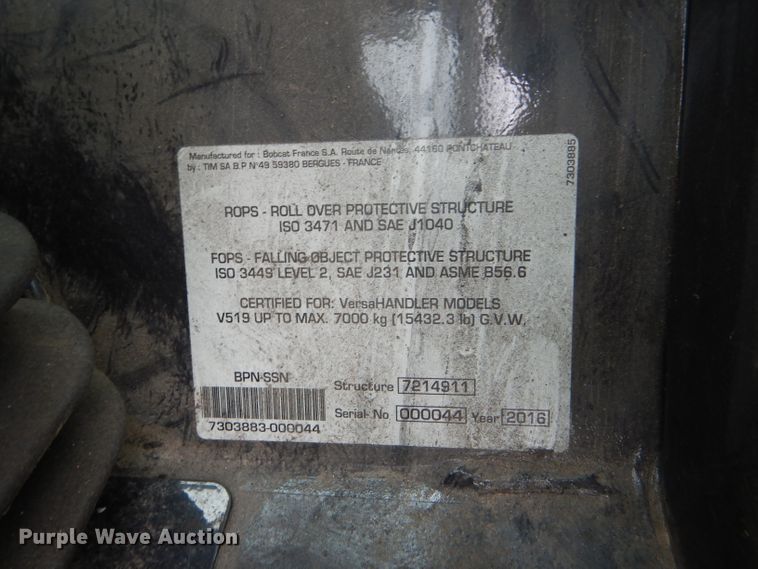 Manufactured for : Bobcat France S.A. Route de Nantes, 44160 PONTCHATEAU
by : TIM SA B.P N°49 59380 BERGUES - FRANCE
7303885
ROPS - ROLL OVER PROTECTIVE STRUCTURE
ISO 3471 AND SAE J1040
FOPS - FALLING OBJECT PROTECTIVE STRUCTURE
ISO 3449 LEVEL 2, SAE J231 AND ASME B56.6
CERTIFIED FOR: VersaHANDLER MODELS
V519 UP TO MAX. 7000 kg (15432.3 lb) G.V.W.
BPN-SSN
Structure 7214911
Serial No 000044 Year 2016
7303883-000044
Purple Wave Auction